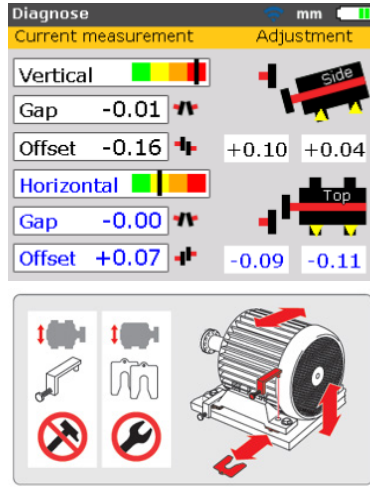 Diagnose mm
Current measurement Adjustment
Vertical Side
Gap -0.01
Offset -0.16 +0.10 +0.04
Horizontal Top
Gap -0.00
Offset +0.07 -0.09 -0.11